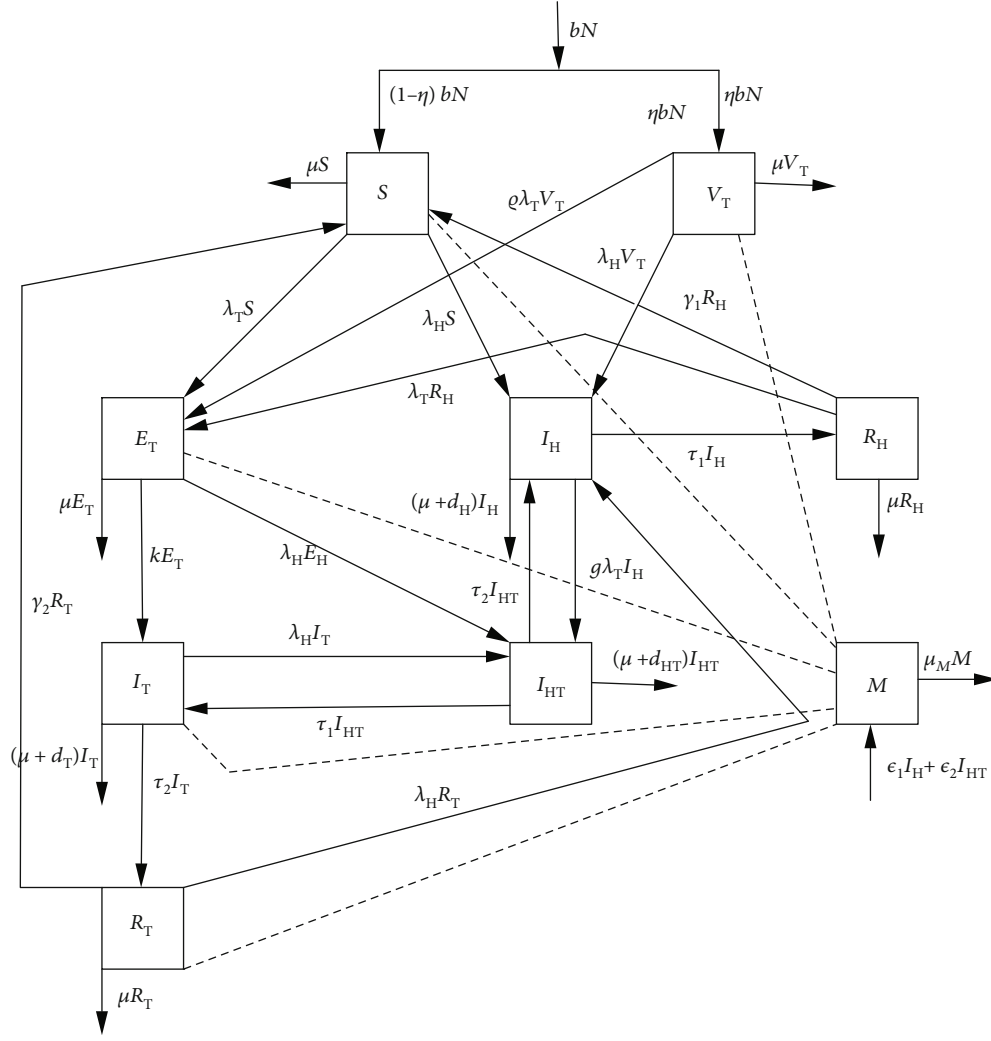 bN
(1–η) bN
ηbN
ηbN
μS
S
V_T
μV_T
ϱλ_TV_T
λ_HV_T
γ_1R_H
λ_TS
λ_HS
λ_TR_H
E_T
I_H
R_H
τ_1I_H
μE_T
(μ +d_H)I_H
μR_H
kE_T
λ_HE_H
τ_2I_HT
gλ_TI_H
γ_2R_T
λ_HI_T
(μ +d_HT)I_HT
μ_MM
I_T
I_HT
M
τ_1I_HT
(μ + d_T)I_T
τ_2I_T
λ_HR_T
ϵ_1I_H+ ϵ_2I_HT
R_T
μR_T